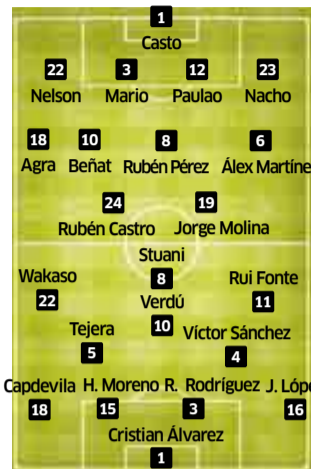 1
Casto
22 3 12 23
Nelson Mario Paulao Nacho
18 10 8 6
Agra Beñat Rubén Pérez Álex Martíne
24 19
Rubén Castro Jorge Molina
Stuani
Wakaso 8 Rui Fonte
22 Verdú 11
Tejera 10 Víctor Sánchez
5 4
Capdevila H. Moreno R. Rodríguez J. Lópe
18 15 3 16
Cristian Álvarez
1